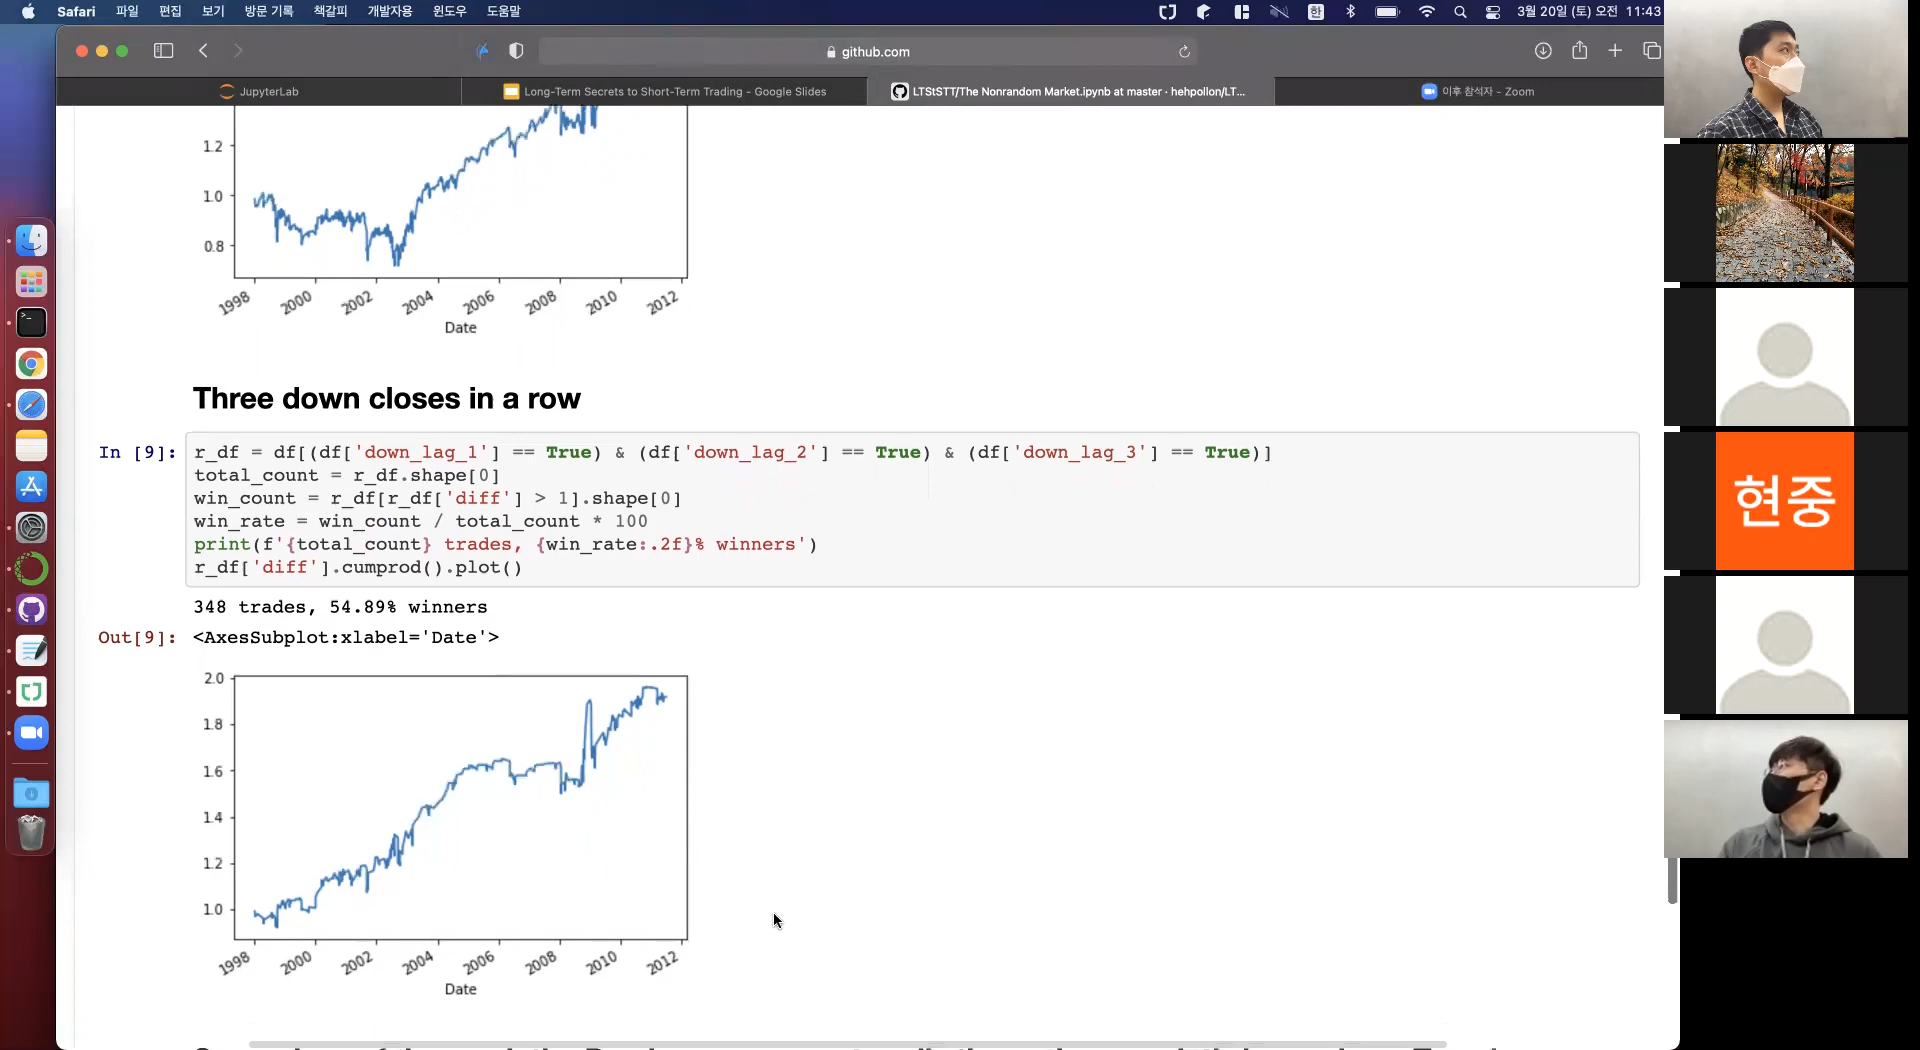 Safari 파일 편집 보기 방문 기록 책갈피 개발자용 윈도우 도움말
한 3월 20일 (토) 오전 11:43
github.com
JupyterLab
Long-Term Secrets to Short-Term Trading - Google Slides
LTStSTT/The Nonrandom Market.ipynb at master · hehpollon/LT...
이후 참석자 - Zoom
1.2
1.0
0.8
1998 2000 2002 2004 2006 2008 2010 2012
Date
Three down closes in a row
In [9]: r_df = df[(df['down_lag_1'] == True) & (df['down_lag_2'] == True) & (df['down_lag_3'] == True)]
total_count = r_df.shape[0]
win_count = r_df[r_df['diff'] > 1].shape[0]
win_rate = win_count / total_count * 100
print(f'{total_count} trades, {win_rate:.2f}% winners')
r_df['diff'].cumprod().plot()
348 trades, 54.89% winners
Out[9]: <AxesSubplot:xlabel='Date'>
2.0
1.8
1.6
1.4
1.2
1.0
1998 2000 2002 2004 2006 2008 2010 2012
Date
현중